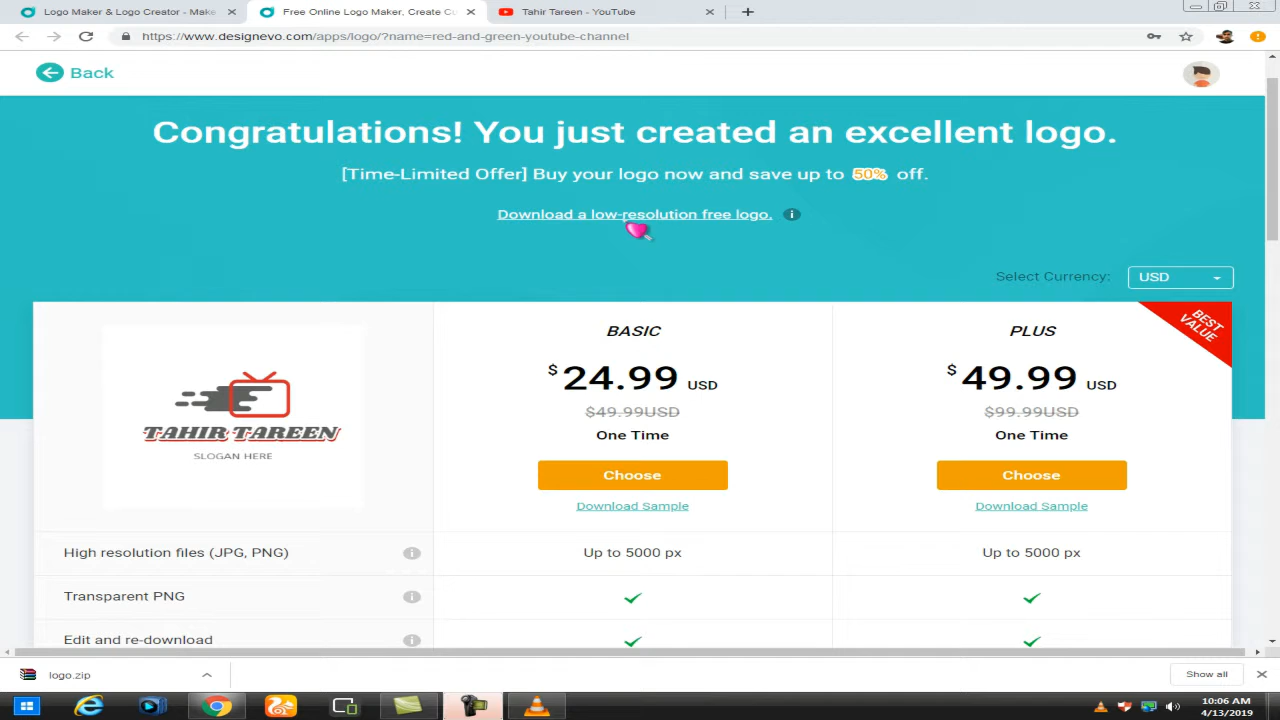 Logo Maker & Logo Creator - Make
Free Online Logo Maker, Create Cu
Tahir Tareen - YouTube
https://www.designevo.com/apps/logo/?name=red-and-green-youtube-channel
Back
Congratulations! You just created an excellent logo.
[Time-Limited Offer] Buy your logo now and save up to 50% off.
Download a low-resolution free logo.
Select Currency: USD
BEST VALUE
BASIC
$ 24.99 USD
$49.99USD
One Time
Choose
Download Sample
PLUS
$ 49.99 USD
$99.99USD
One Time
Choose
Download Sample
TAHIR TAREEN
SLOGAN HERE
High resolution files (JPG, PNG) Up to 5000 px Up to 5000 px
Transparent PNG
Edit and re-download
logo.zip
Show all
10:06 AM
4/13/2019